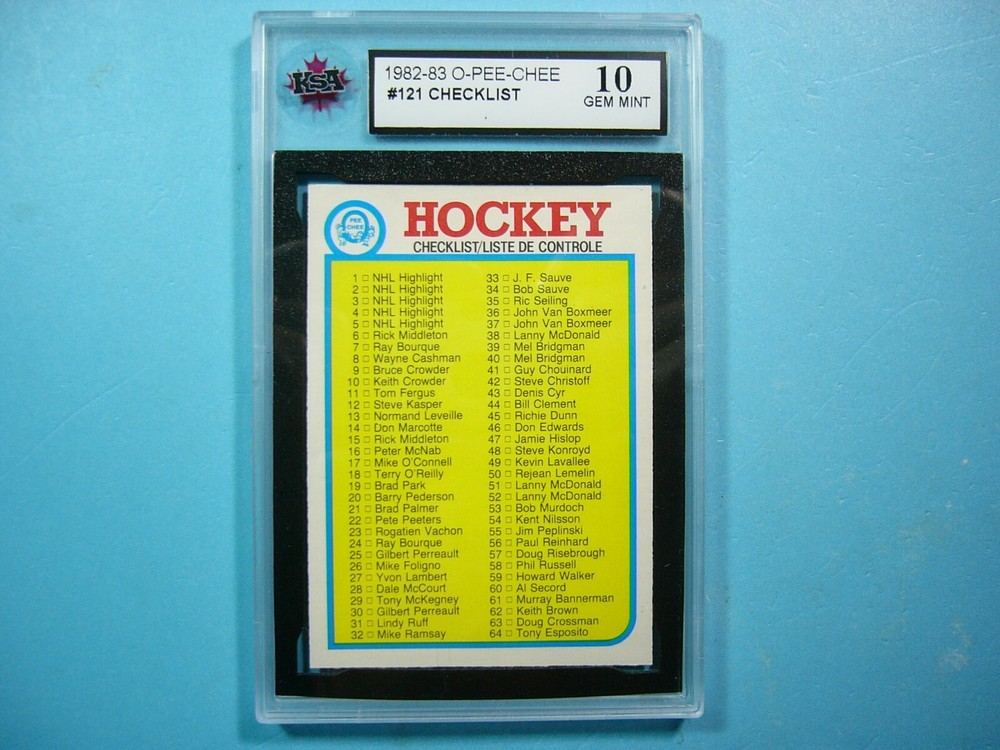 KSA
1982-83 O-PEE-CHEE
#121 CHECKLIST
10
GEM MINT
PEE
CHEE
HOCKEY
CHECKLIST/LISTE DE CONTROLE
1 □ NHL Highlight
2 □ NHL Highlight
3 □ NHL Highlight
4 □ NHL Highlight
5 □ NHL Highlight
6 □ Rick Middleton
7 □ Ray Bourque
8 □ Wayne Cashman
9 □ Bruce Crowder
10 □ Keith Crowder
11 □ Tom Fergus
12 □ Steve Kasper
13 □ Normand Leveille
14 □ Don Marcotte
15 □ Rick Middleton
16 □ Peter McNab
17 □ Mike O'Connell
18 □ Terry O'Reilly
19 □ Brad Park
20 □ Barry Pederson
21 □ Brad Palmer
22 □ Pete Peeters
23 □ Rogatien Vachon
24 □ Ray Bourque
25 □ Gilbert Perreault
26 □ Mike Foligno
27 □ Yvon Lambert
28 □ Dale McCourt
29 □ Tony McKegney
30 □ Gilbert Perreault
31 □ Lindy Ruff
32 □ Mike Ramsay
33 □ J. F. Sauve
34 □ Bob Sauve
35 □ Ric Seiling
36 □ John Van Boxmeer
37 □ John Van Boxmeer
38 □ Lanny McDonald
39 □ Mel Bridgman
40 □ Mel Bridgman
41 □ Guy Chouinard
42 □ Steve Christoff
43 □ Denis Cyr
44 □ Bill Clement
45 □ Richie Dunn
46 □ Don Edwards
47 □ Jamie Hislop
48 □ Steve Konroyd
49 □ Kevin Lavallee
50 □ Rejean Lemelin
51 □ Lanny McDonald
52 □ Lanny McDonald
53 □ Bob Murdoch
54 □ Kent Nilsson
55 □ Jim Peplinski
56 □ Paul Reinhard
57 □ Doug Risebrough
58 □ Phil Russell
59 □ Howard Walker
60 □ Al Secord
61 □ Murray Bannerman
62 □ Keith Brown
63 □ Doug Crossman
64 □ Tony Esposito